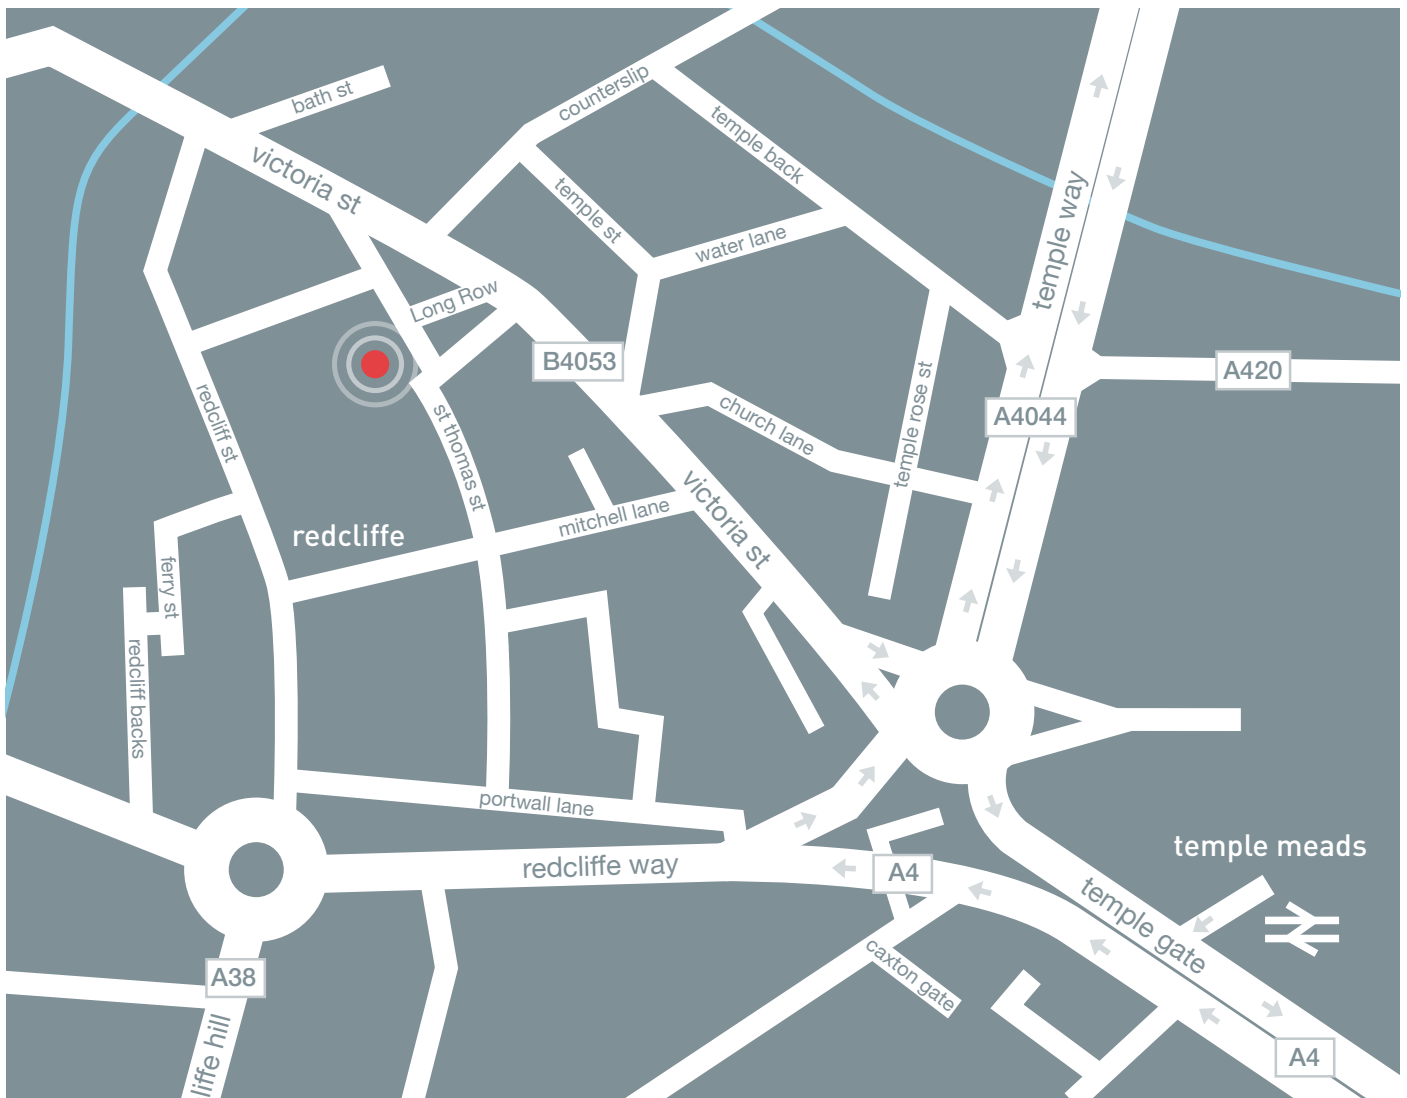 bath st
counterslip
victoria st
temple back
temple st
water lane
temple way
Long Row
B4053
A420
redcliff st
st thomas st
church lane
temple rose st
A4044
victoria st
mitchell lane
redcliffe
ferry st
redcliff backs
portwall lane
redcliffe way
A4
temple meads
temple gate
caxton gate
A38
liffe hill
A4